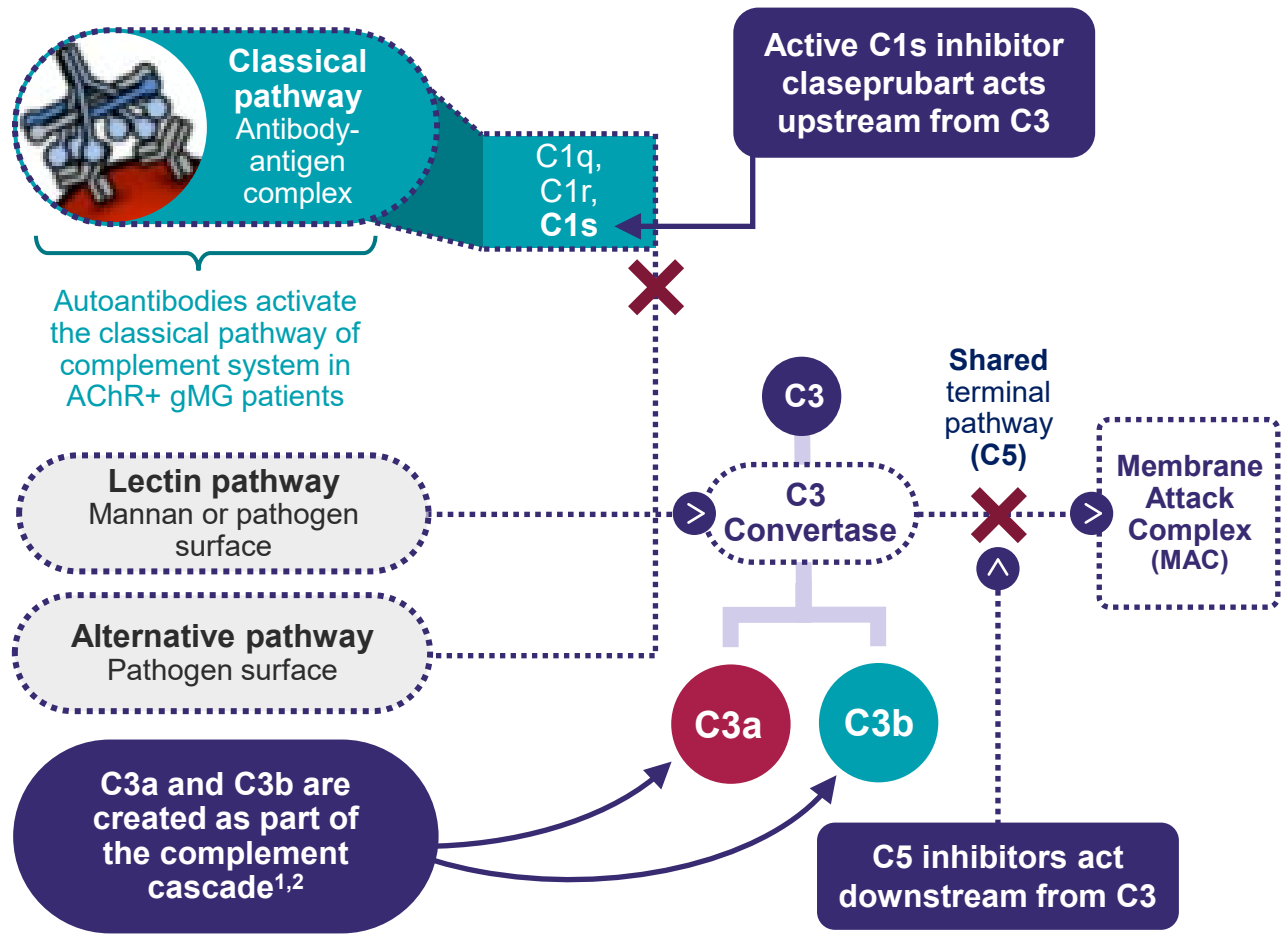 Classical
pathway
Antibody-
antigen
complex
C1q,
C1r,
C1s
Active C1s inhibitor
claseprubart acts
upstream from C3
Autoantibodies activate
the classical pathway of
complement system in
AChR+ gMG patients
Lectin pathway
Mannan or pathogen
surface
Alternative pathway
Pathogen surface
C3
C3
Convertase
Shared
terminal
pathway
(C5)
Membrane
Attack
Complex
(MAC)
C3a
C3b
C3a and C3b are
created as part of
the complement
cascade1,2
C5 inhibitors act
downstream from C3